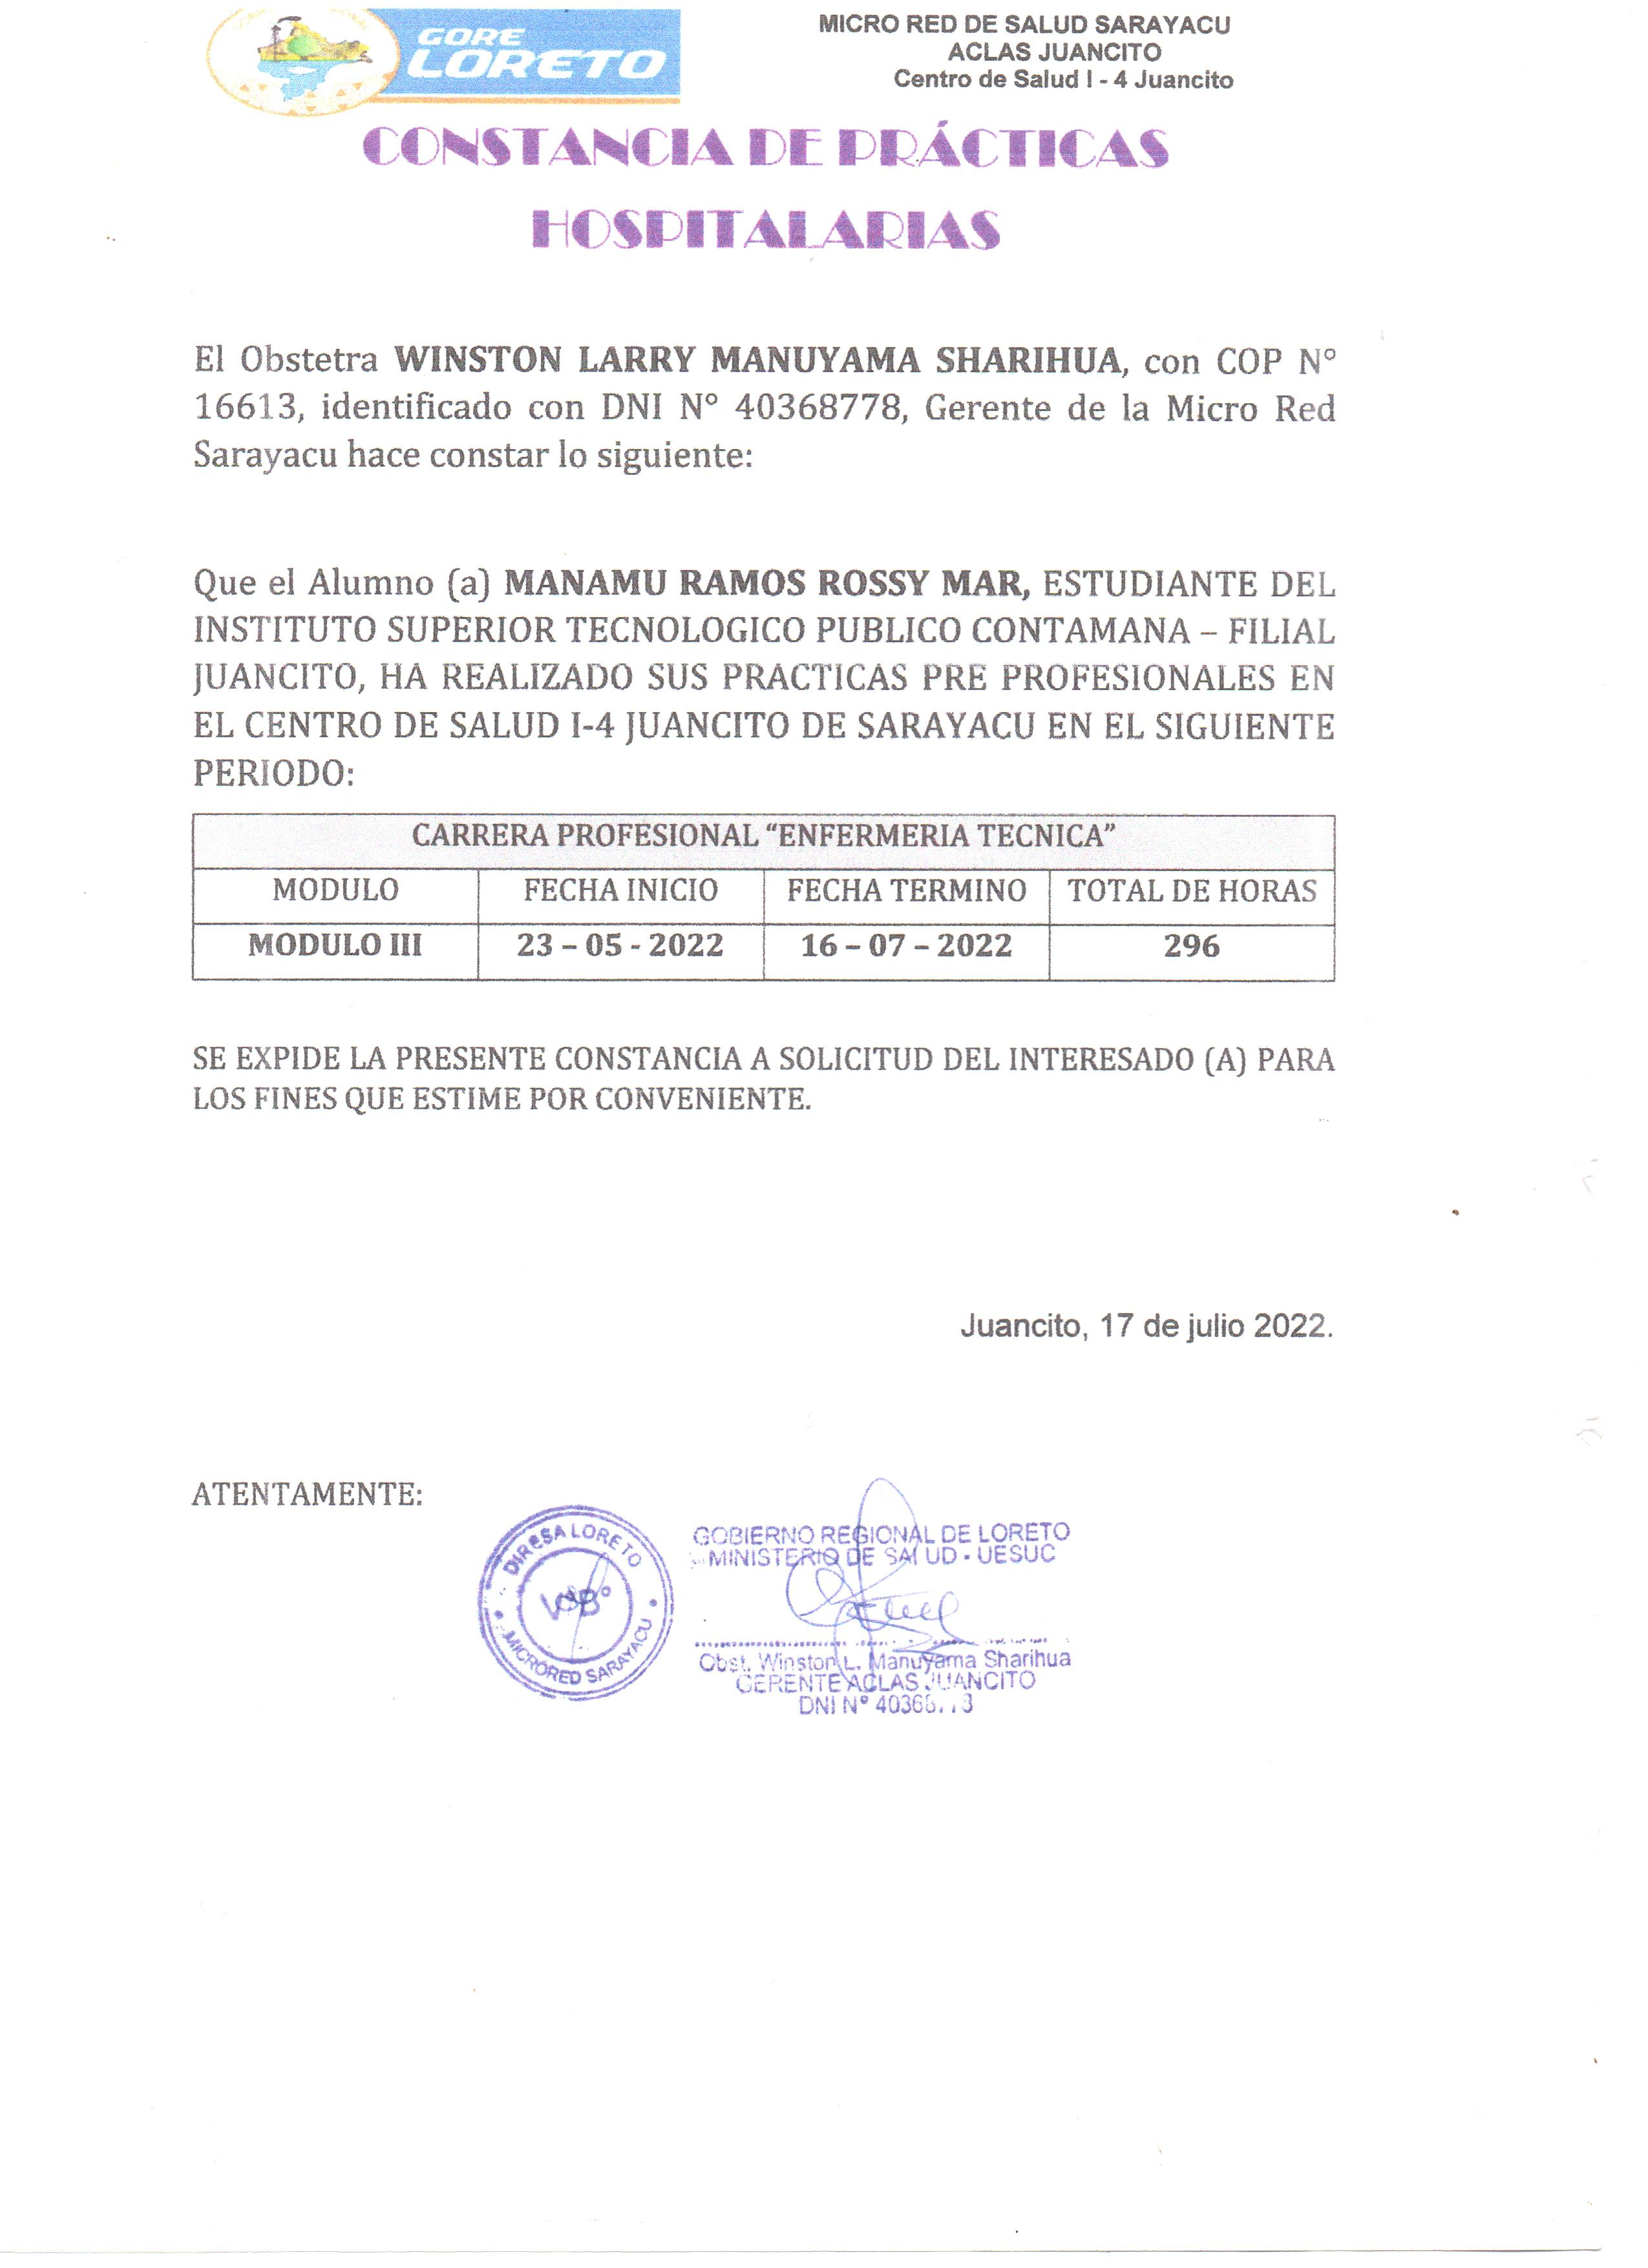 GORE
LORETO
MICRO RED DE SALUD SARAYACU
ACLAS JUANCITO
Centro de Salud I - 4 Juancito
CONSTANCIA DE PRÁCTICAS
HOSPITALARIAS
El Obstetra WINSTON LARRY MANUYAMA SHARIHUA, con COP N°
16613, identificado con DNI N° 40368778, Gerente de la Micro Red
Sarayacu hace constar lo siguiente:
Que el Alumno (a) MANAMU RAMOS ROSSY MAR, ESTUDIANTE DEL
INSTITUTO SUPERIOR TECNOLOGICO PUBLICO CONTAMANA – FILIAL
JUANCITO, HA REALIZADO SUS PRACTICAS PRE PROFESIONALES EN
EL CENTRO DE SALUD I-4 JUANCITO DE SARAYACU EN EL SIGUIENTE
PERIODO:
CARRERA PROFESIONAL “ENFERMERIA TECNICA”
MODULO FECHA INICIO FECHA TERMINO TOTAL DE HORAS
MODULO III 23 – 05 - 2022 16 – 07 – 2022 296
SE EXPIDE LA PRESENTE CONSTANCIA A SOLICITUD DEL INTERESADO (A) PARA
LOS FINES QUE ESTIME POR CONVENIENTE.
Juancito, 17 de julio 2022.
ATENTAMENTE:
DIRESA LORETO
VºBº
MICRORED SARAYACU
GOBIERNO REGIONAL DE LORETO
MINISTERIO DE SALUD - UESUC
Obst. Winston L. Manuyama Sharihua
GERENTE ACLAS JUANCITO
DNI Nº